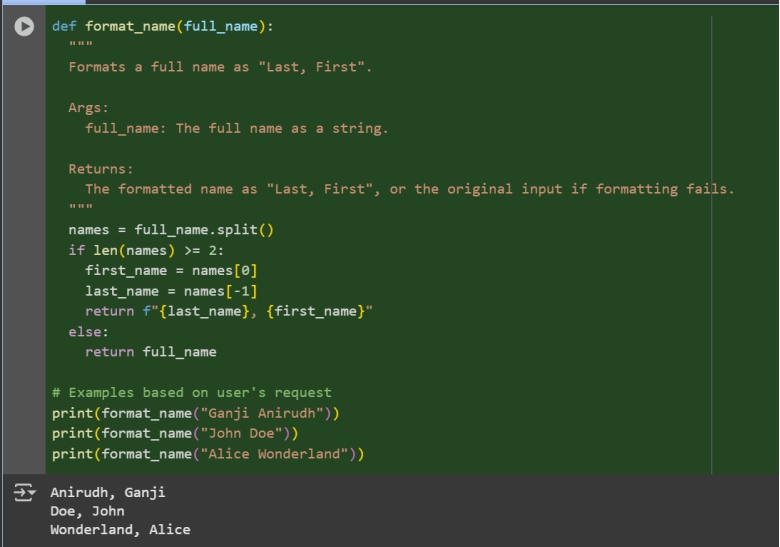 def format_name(full_name):
  """
  Formats a full name as "Last, First".

  Args:
    full_name: The full name as a string.

  Returns:
    The formatted name as "Last, First", or the original input if formatting fails.
  """
  names = full_name.split()
  if len(names) >= 2:
    first_name = names[0]
    last_name = names[-1]
    return f"{last_name}, {first_name}"
  else:
    return full_name

# Examples based on user's request
print(format_name("Ganji Anirudh"))
print(format_name("John Doe"))
print(format_name("Alice Wonderland"))
Anirudh, Ganji
Doe, John
Wonderland, Alice